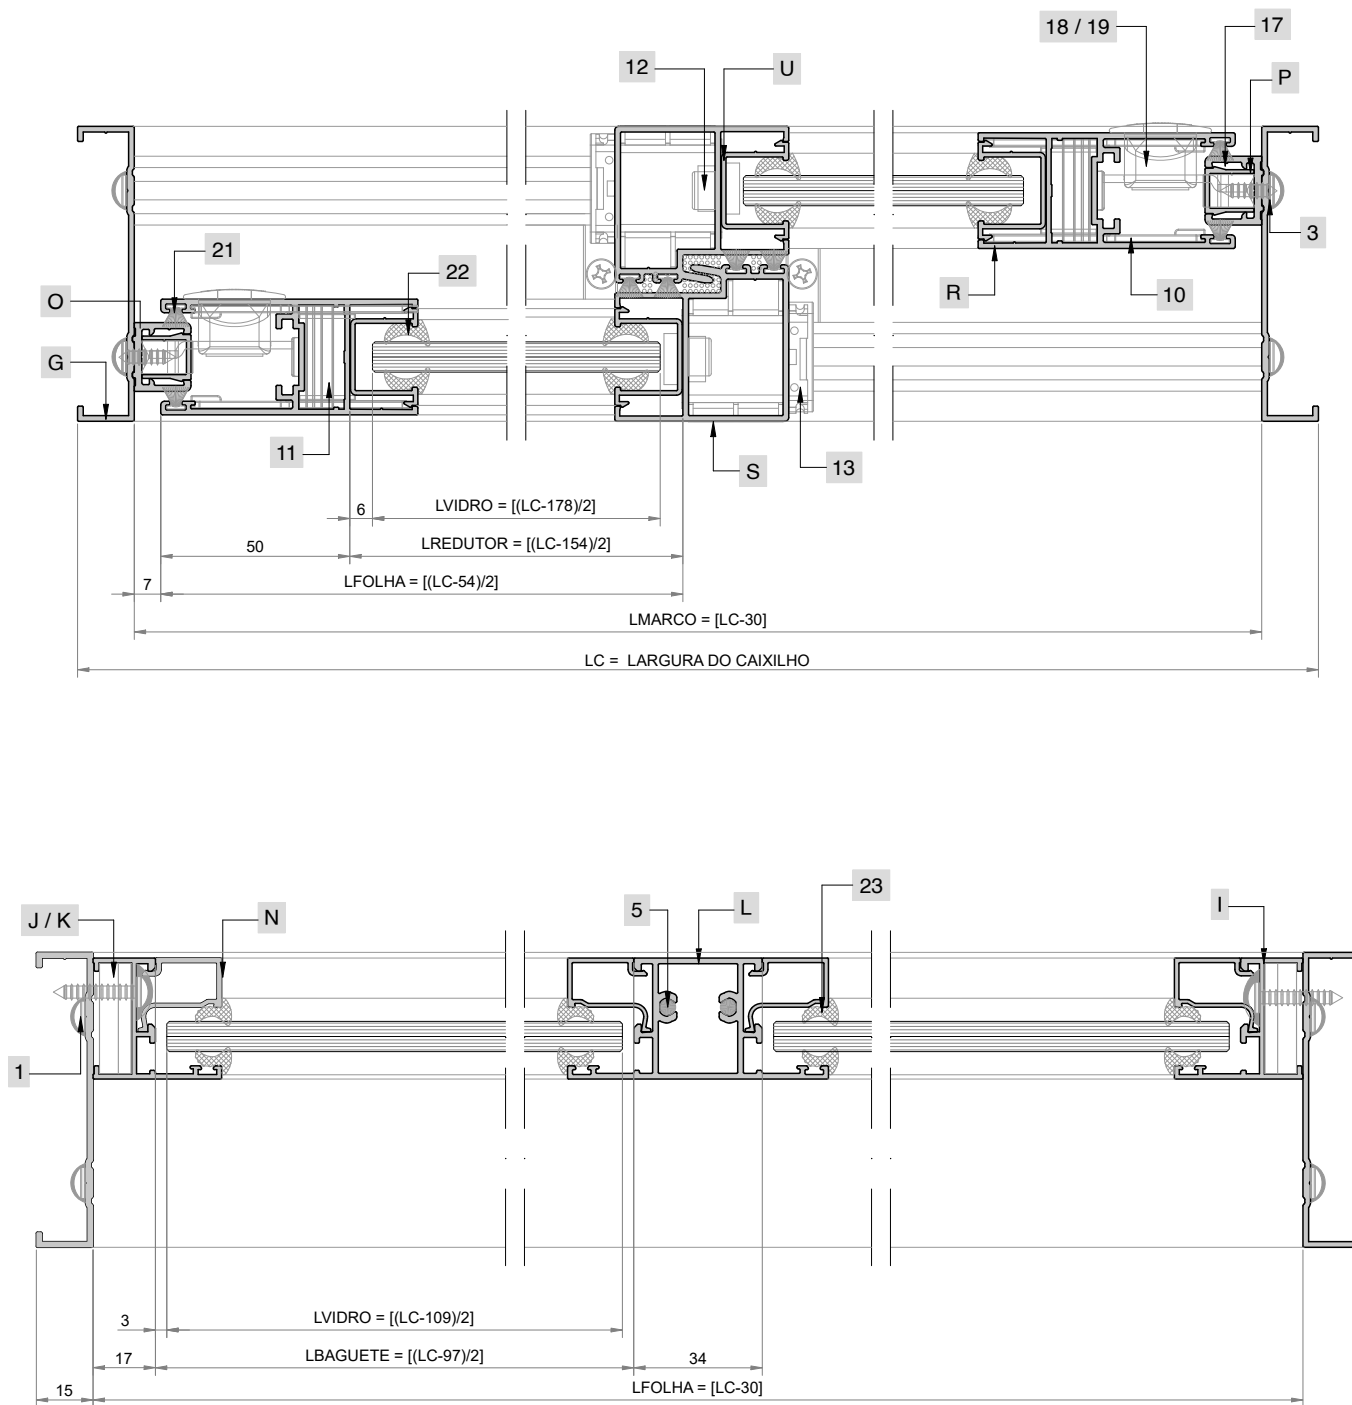 18 / 19
17
12
U
P
21
22
3
O
R
10
G
11
S
13
6
LVIDRO = [(LC-178)/2]
50
LREDUTOR = [(LC-154)/2]
7
LFOLHA = [(LC-54)/2]
LMARCO = [LC-30]
LC = LARGURA DO CAIXILHO
J / K
N
5
L
23
I
1
3
LVIDRO = [(LC-109)/2]
17
LBAGUETE = [(LC-97)/2]
34
15
LFOLHA = [LC-30]